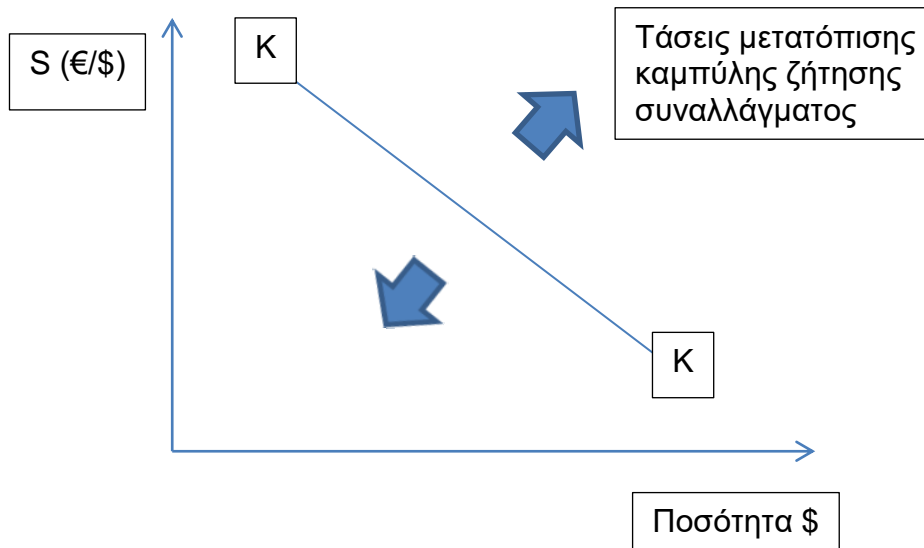 S (€/$)
K
Τάσεις μετατόπισης
καμπύλης ζήτησης
συναλλάγματος
K
Ποσότητα $